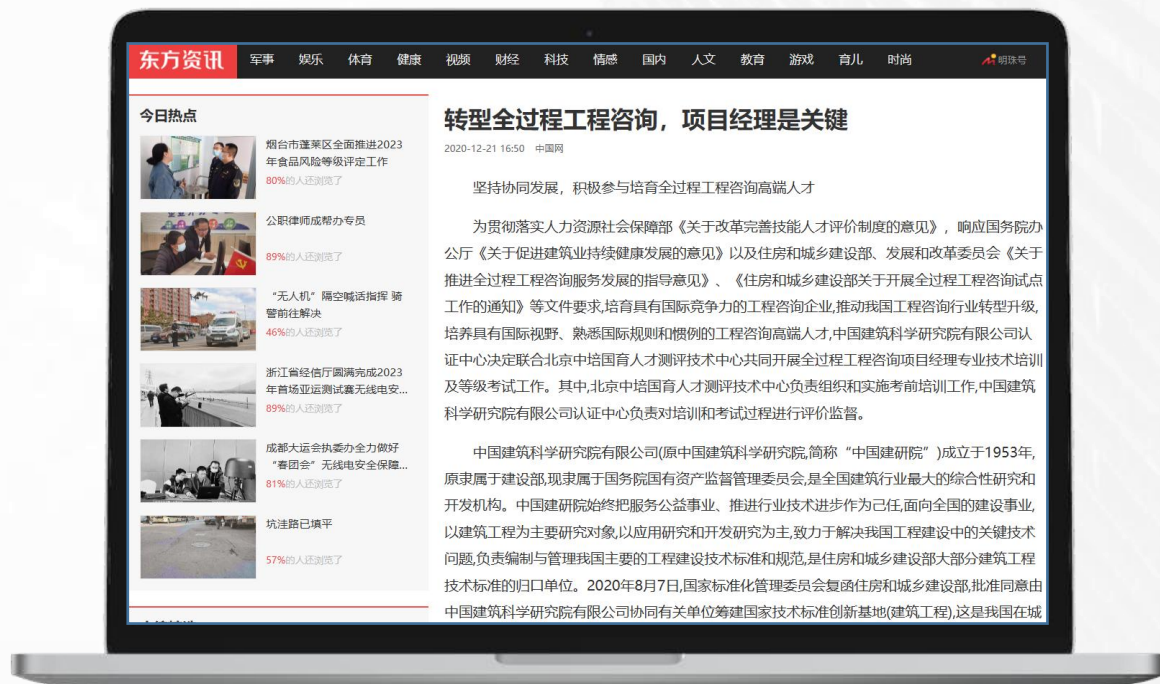 东方资讯 军事 娱乐 体育 健康 视频 财经 科技 情感 国内 人文 教育 游戏 育儿 时尚 明珠号
今日热点
烟台市蓬莱区全面推进2023
年食品风险等级评定工作
80%的人还浏览了
公职律师成帮办专员
89%的人还浏览了
“无人机”隔空喊话指挥 骑
警前往解决
46%的人还浏览了
浙江省经信厅圆满完成2023
年首场亚运测试赛无线电安...
89%的人还浏览了
成都大运会执委办全力做好
“春团会”无线电安全保障...
81%的人还浏览了
坑洼路已填平
57%的人还浏览了
转型全过程工程咨询，项目经理是关键
2020-12-21 16:50 中国网
坚持协同发展，积极参与培育全过程工程咨询高端人才
为贯彻落实人力资源社会保障部《关于改革完善技能人才评价制度的意见》，响应国务院办
公厅《关于促进建筑业持续健康发展的意见》以及住房和城乡建设部、发展和改革委员会《关于
推进全过程工程咨询服务发展的指导意见》、《住房和城乡建设部关于开展全过程工程咨询试点
工作的通知》等文件要求,培育具有国际竞争力的工程咨询企业,推动我国工程咨询行业转型升级,
培养具有国际视野、熟悉国际规则和惯例的工程咨询高端人才,中国建筑科学研究院有限公司认
证中心决定联合北京中培国育人才测评技术中心共同开展全过程工程咨询项目经理专业技术培训
及等级考试工作。其中,北京中培国育人才测评技术中心负责组织和实施考前培训工作,中国建筑
科学研究院有限公司认证中心负责对培训和考试过程进行评价监督。
中国建筑科学研究院有限公司(原中国建筑科学研究院,简称“中国建研院”)成立于1953年,
原隶属于建设部,现隶属于国务院国有资产监督管理委员会,是全国建筑行业最大的综合性研究和
开发机构。中国建研院始终把服务公益事业、推进行业技术进步作为己任,面向全国的建设事业,
以建筑工程为主要研究对象,以应用研究和开发研究为主,致力于解决我国工程建设中的关键技术
问题,负责编制与管理我国主要的工程建设技术标准和规范,是住房和城乡建设部大部分建筑工程
技术标准的归口单位。2020年8月7日,国家标准化管理委员会复函住房和城乡建设部,批准同意由
中国建筑科学研究院有限公司协同有关单位筹建国家技术标准创新基地(建筑工程),这是我国在城